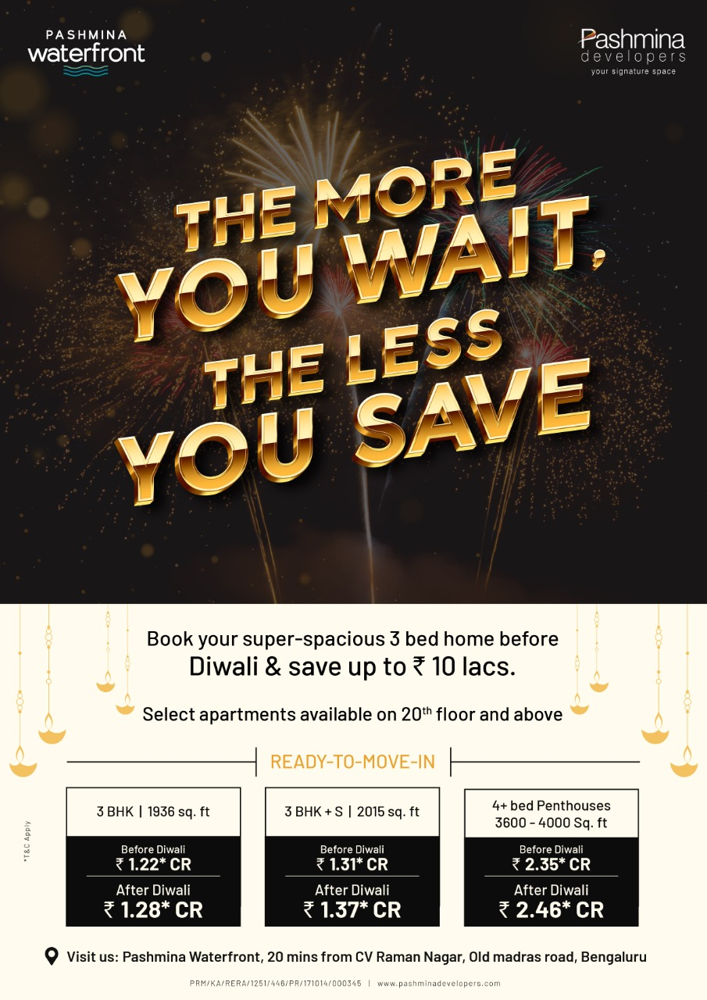 PASHMINA
waterfront
Pashmina
developers
your signature space
THE MORE
YOU WAIT,
THE LESS
YOU SAVE
Book your super-spacious 3 bed home before
Diwali & save up to ₹ 10 lacs.
Select apartments available on 20th floor and above
READY-TO-MOVE-IN
3 BHK | 1936 sq. ft
Before Diwali
₹ 1.22* CR
After Diwali
₹ 1.28* CR
3 BHK + S | 2015 sq. ft
Before Diwali
₹ 1.31* CR
After Diwali
₹ 1.37* CR
4+ bed Penthouses
3600 - 4000 Sq. ft
Before Diwali
₹ 2.35* CR
After Diwali
₹ 2.46* CR
*T&C Apply
Visit us: Pashmina Waterfront, 20 mins from CV Raman Nagar, Old madras road, Bengaluru
PRM/KA/RERA/1251/446/PR/171014/000345 | www.pashminadevelopers.com